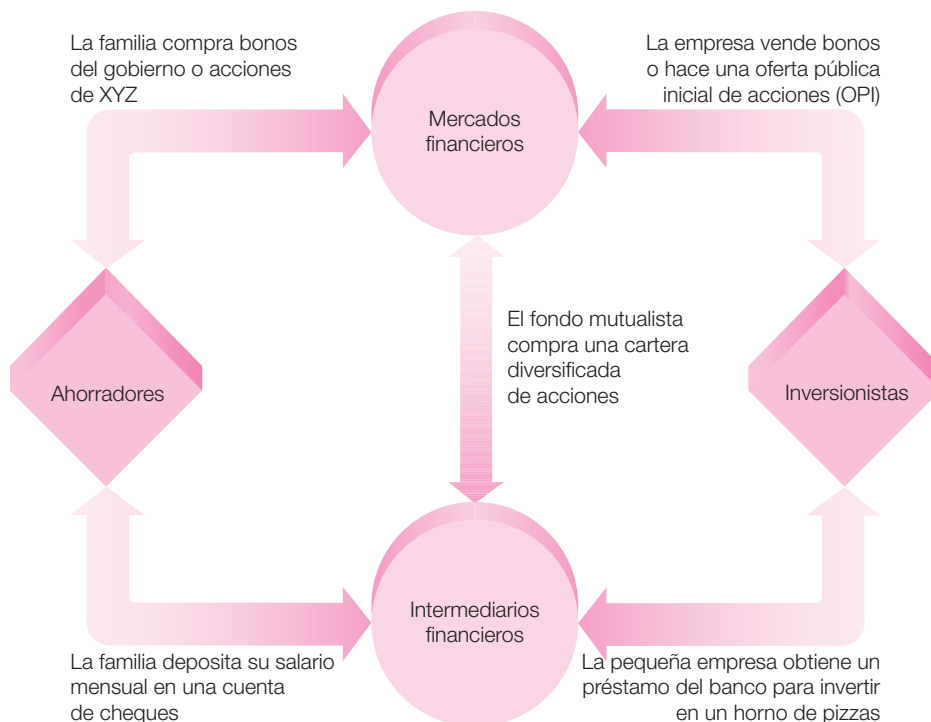 La familia compra bonos
del gobierno o acciones
de XYZ
La empresa vende bonos
o hace una oferta pública
inicial de acciones (OPI)
Mercados
financieros
El fondo mutualista
compra una cartera
diversificada
de acciones
Ahorradores
Inversionistas
Intermediarios
financieros
La familia deposita su salario
mensual en una cuenta
de cheques
La pequeña empresa obtiene un
préstamo del banco para invertir
en un horno de pizzas